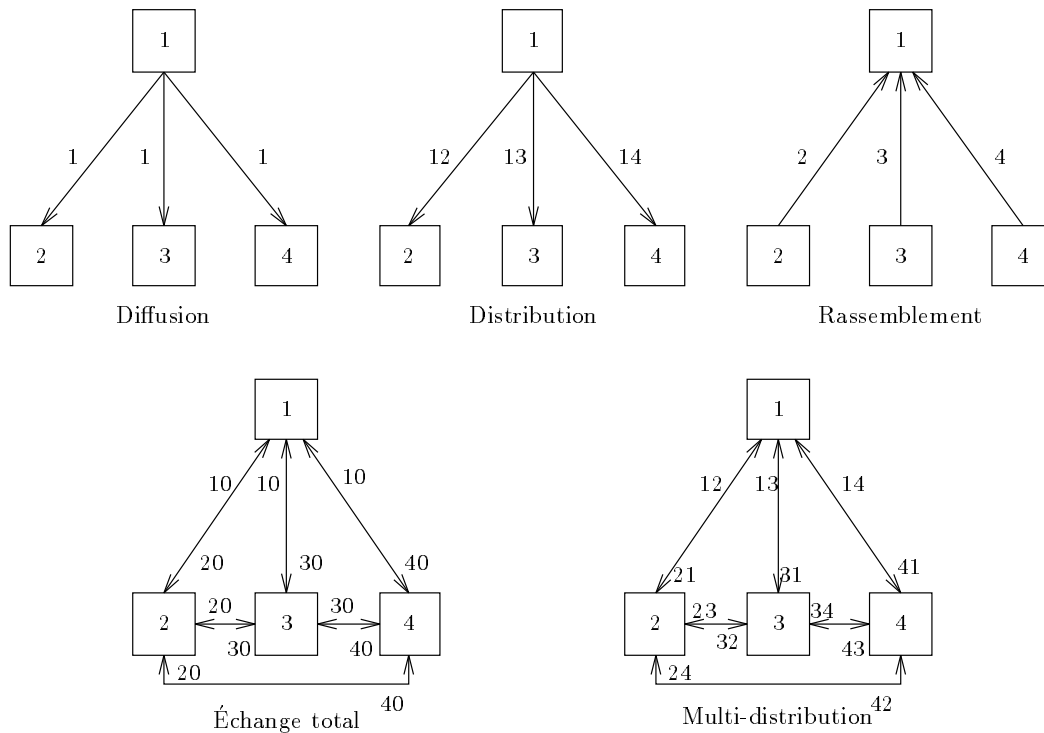 1 1 1
1 1 1 12 13 14 2 3 4
2 3 4 2 3 4 2 3 4
Diffusion Distribution Rassemblement
1 1
10 10 10 12 13 14
20 30 40 21 31 41
20 30 23 34
2 3 4 2 3 4
30 40 32 43
20 24
40 42
Échange total Multi-distribution